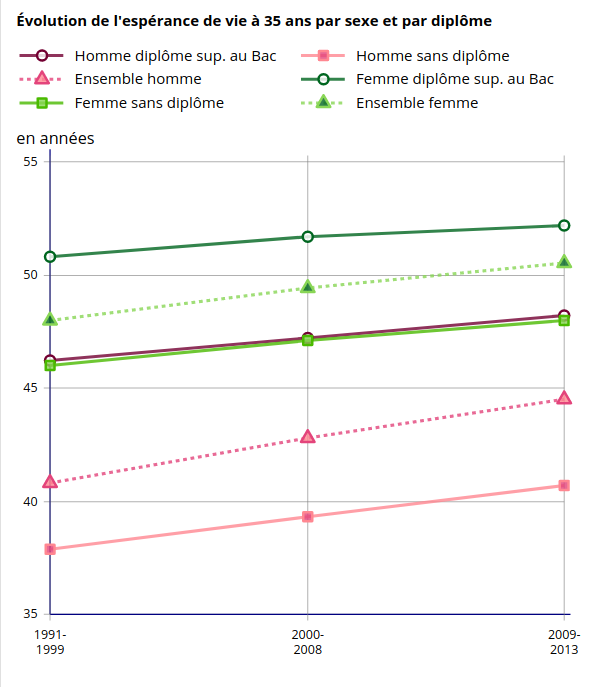 Évolution de l'espérance de vie à 35 ans par sexe et par diplôme
Homme diplôme sup. au Bac
Homme sans diplôme
Ensemble homme
Femme diplôme sup. au Bac
Femme sans diplôme
Ensemble femme
en années
55
50
45
40
35
1991-
1999
2000-
2008
2009-
2013